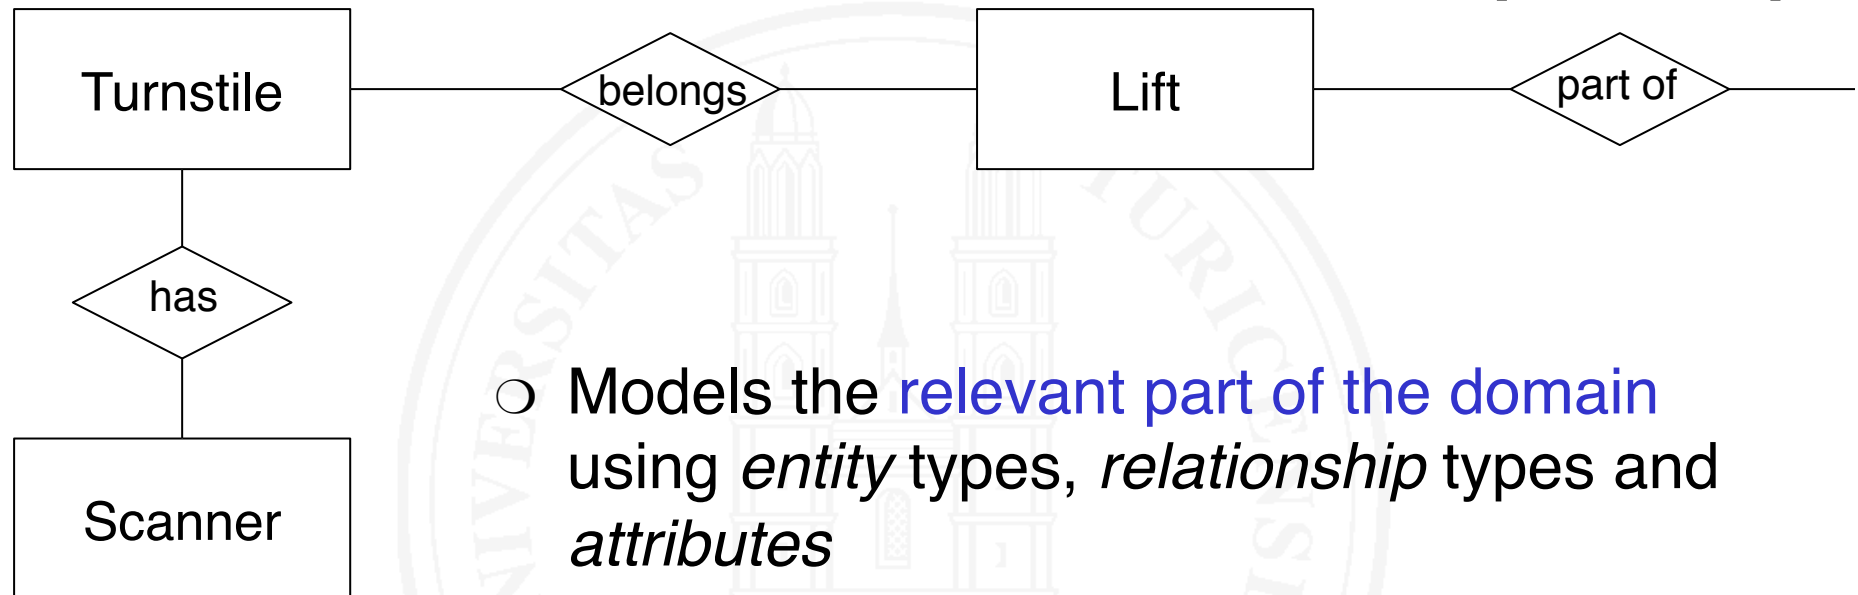 Turnstile
belongs
Lift
part of
has
Scanner
❍ Models the relevant part of the domain
using entity types, relationship types and
attributes